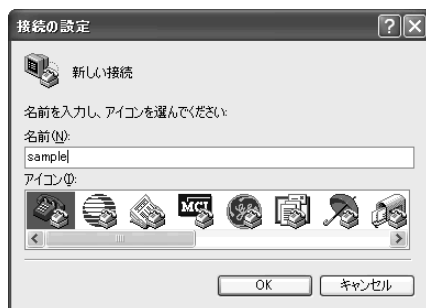 接続の設定
新しい接続
名前を入力し、アイコンを選んでください:
名前(N):
sample
アイコン(I):
MCI
OK
キャンセル